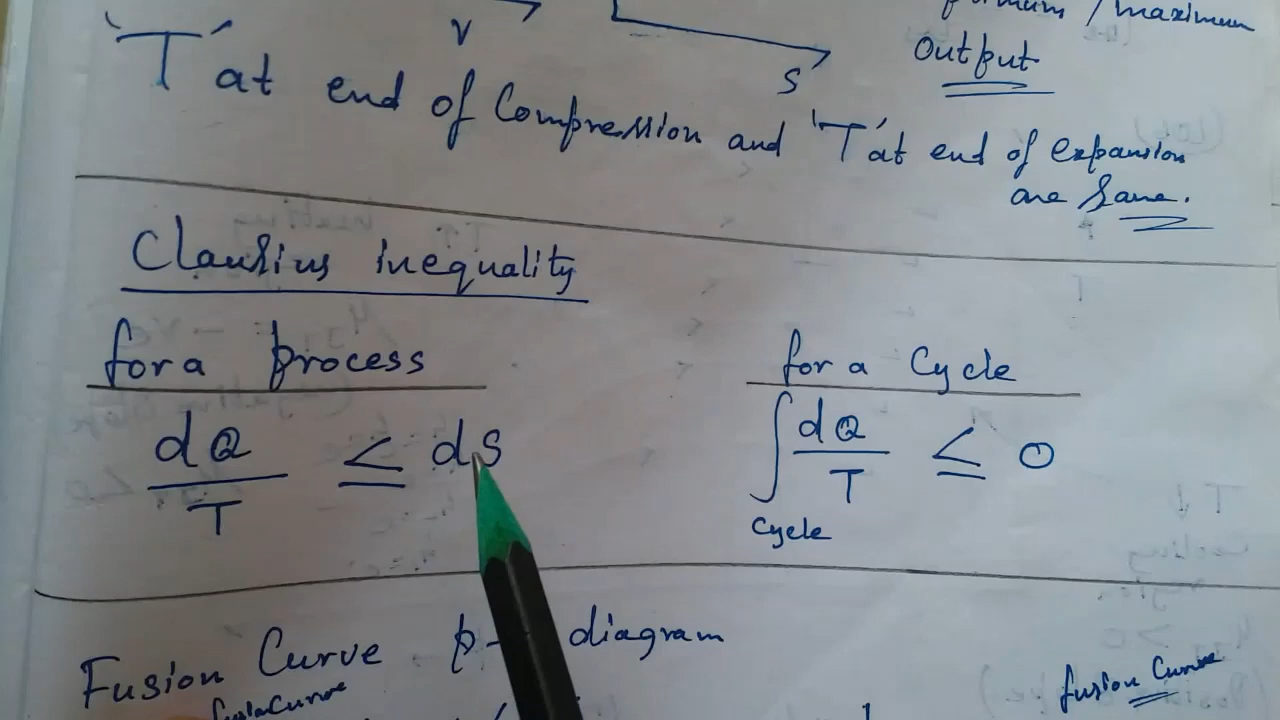 v
s
/maximum
output
'T' at end of Compression and 'T' at end of expansion
are Same.
Clausius inequality
for a process
for a Cycle
dQ/T ≤ dS
∫ dQ/T ≤ 0
Cycle
Fusion Curve p- diagram
fusion Curve